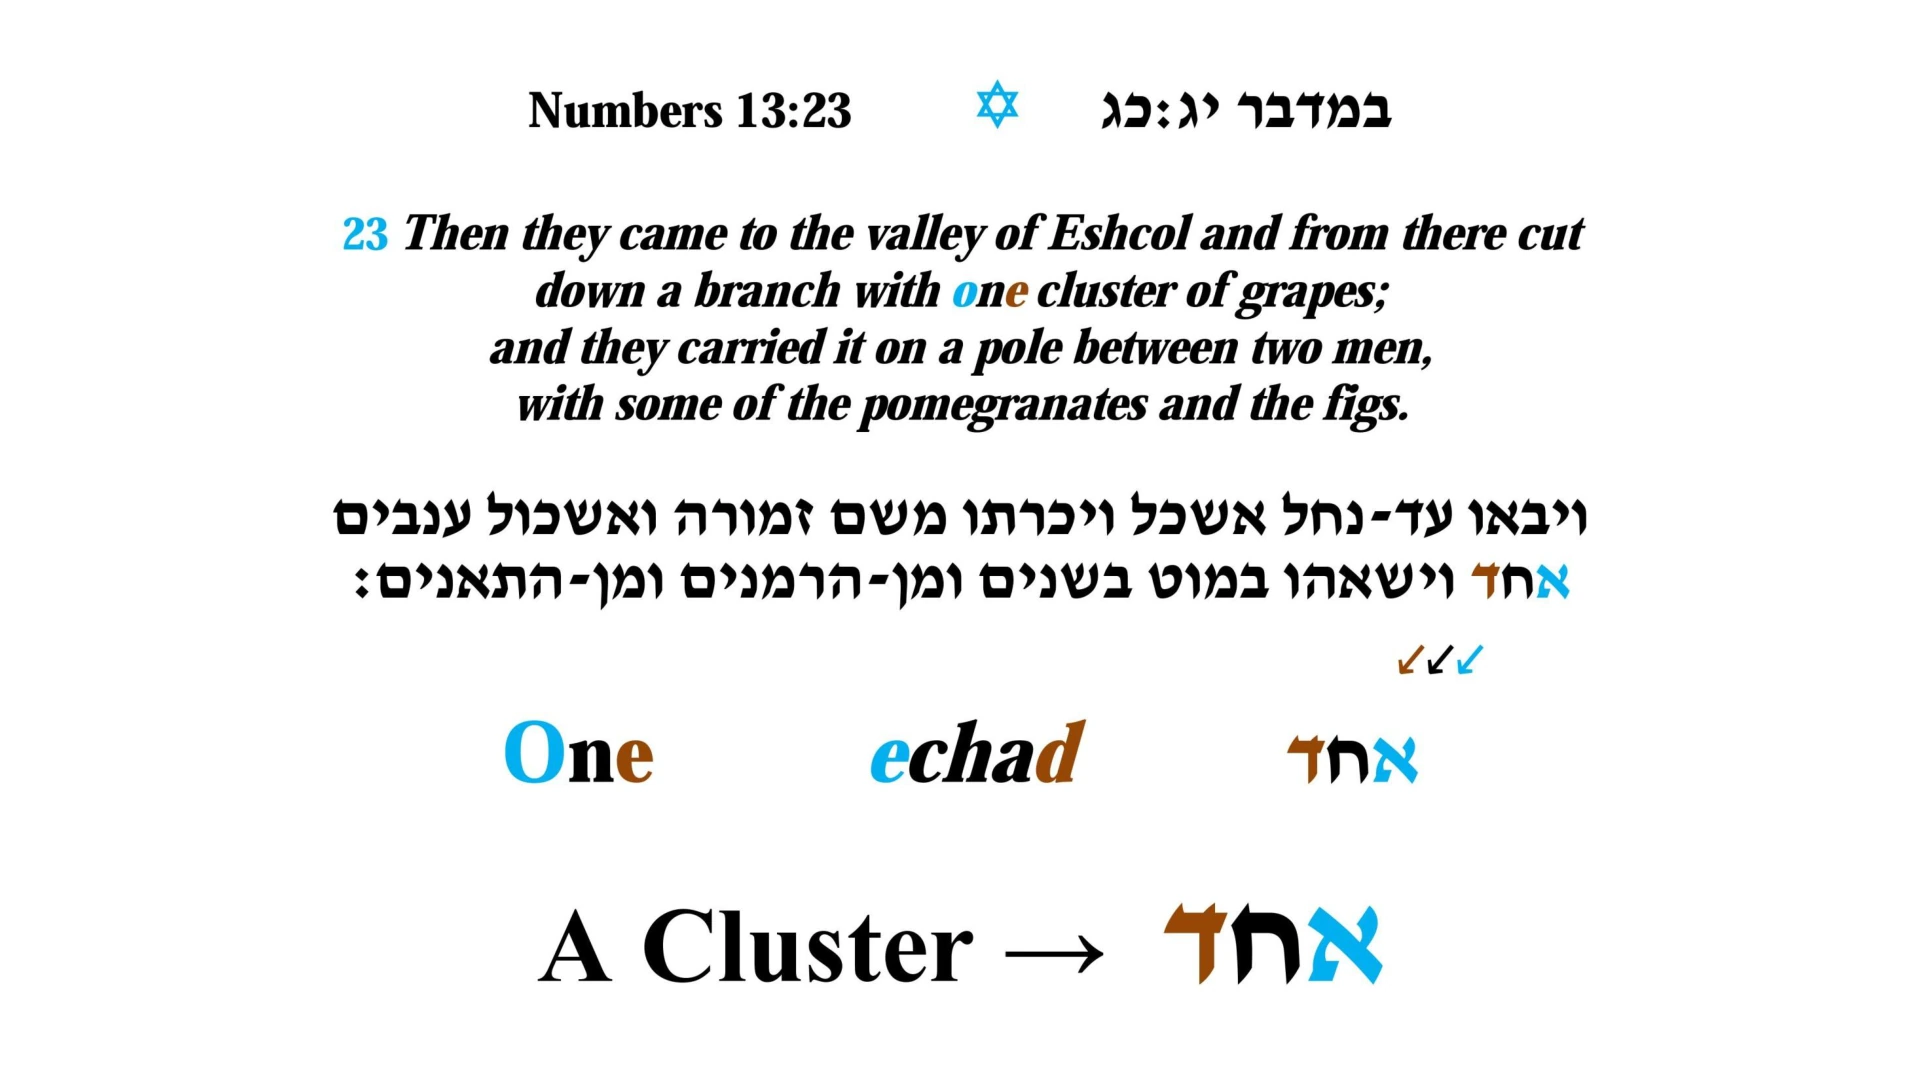 Numbers 13:23 ✡ במדבר יג:כג
23 Then they came to the valley of Eshcol and from there cut
down a branch with one cluster of grapes;
and they carried it on a pole between two men,
with some of the pomegranates and the figs.
ויבאו עד-נחל אשכל ויכרתו משם זמורה ואשכול ענבים
אחד וישאהו במוט בשנים ומן-הרמנים ומן-התאנים:
↙↙↙
One echad אחד
A Cluster → אחד